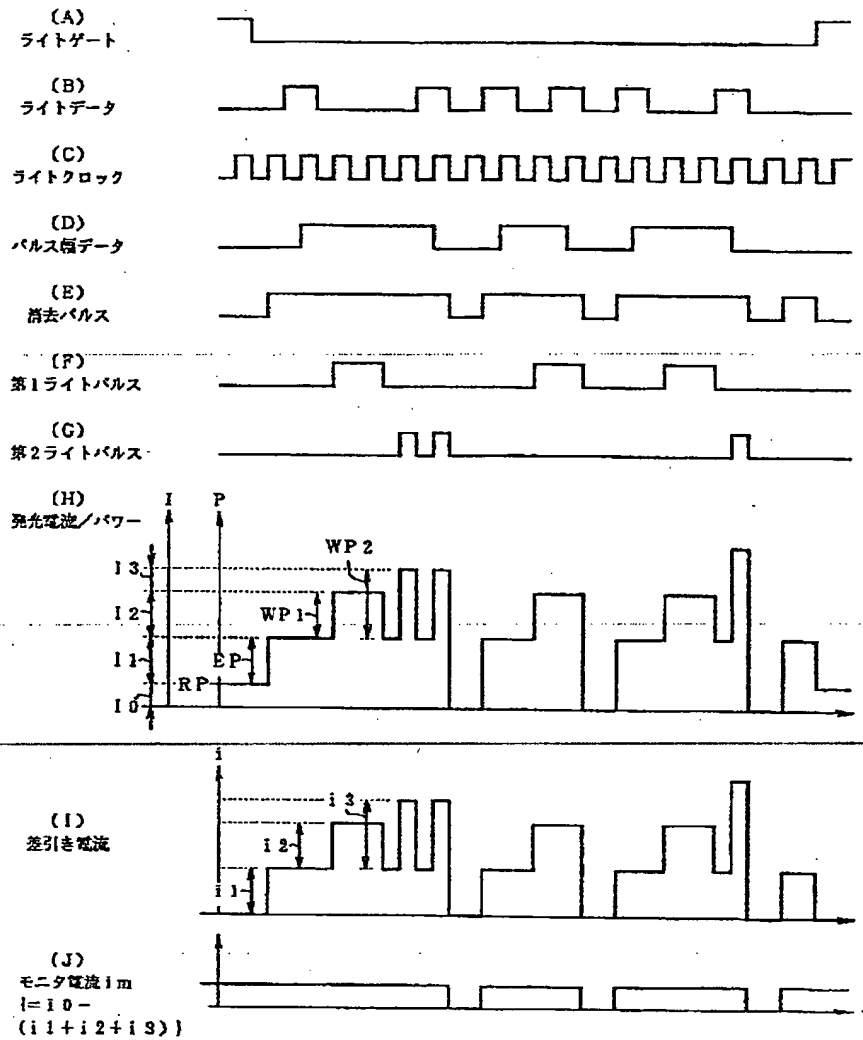 (A)
ライトゲート
(B)
ライトデータ
(C)
ライトクロック
(D)
パルス幅データ
(E)
消去パルス
(F)
第1ライトパルス
(G)
第2ライトパルス
(H)
発光電流/パワー
I
P
I3
I2
I1
I0
RP
EP
WP1
WP2
(I)
差引き電流
i
i1
i2
i3
(J)
モニタ電流im
{=i0-
(i1+i2+i3)}